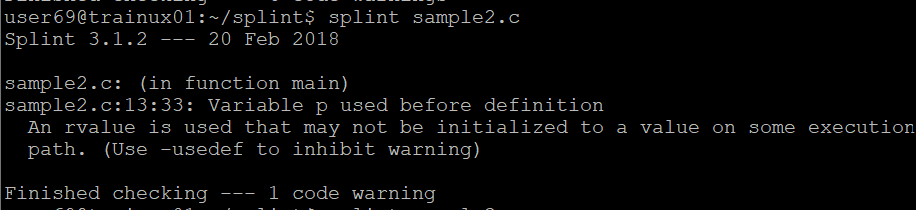 user69@trainux01:~/splint$ splint sample2.c
Splint 3.1.2 --- 20 Feb 2018
sample2.c: (in function main)
sample2.c:13:33: Variable p used before definition
An rvalue is used that may not be initialized to a value on some execution
path. (Use -usedef to inhibit warning)
Finished checking --- 1 code warning